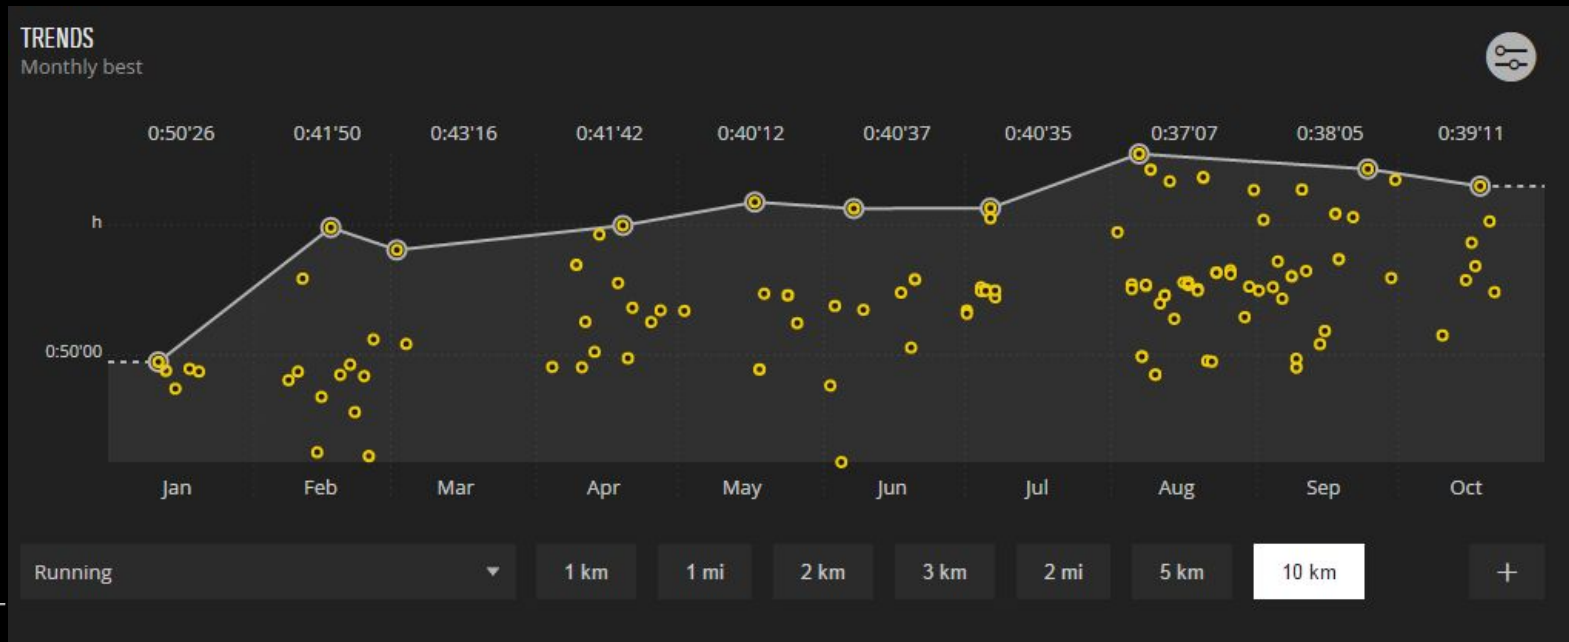 TRENDS
Monthly best
0:50'26 0:41'50 0:43'16 0:41'42 0:40'12 0:40'37 0:40'35 0:37'07 0:38'05 0:39'11
h
0:50'00
Jan Feb Mar Apr May Jun Jul Aug Sep Oct
Running 1 km 1 mi 2 km 3 km 2 mi 5 km 10 km +